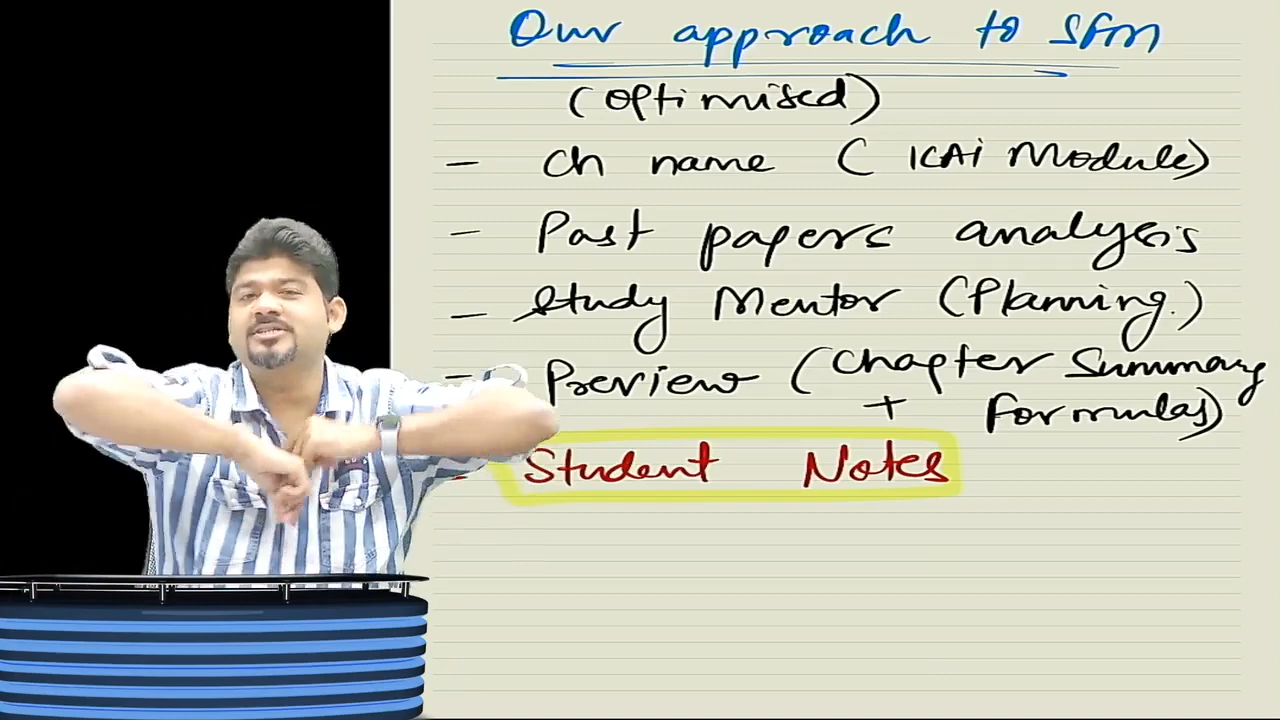 Our approach to SFM
(optimised)
- Ch name (ICAI Module)
- Past papers analysis
- Study Mentor (Planning.)
- Preview (Chapter Summary
+ Formulas)
- Student Notes